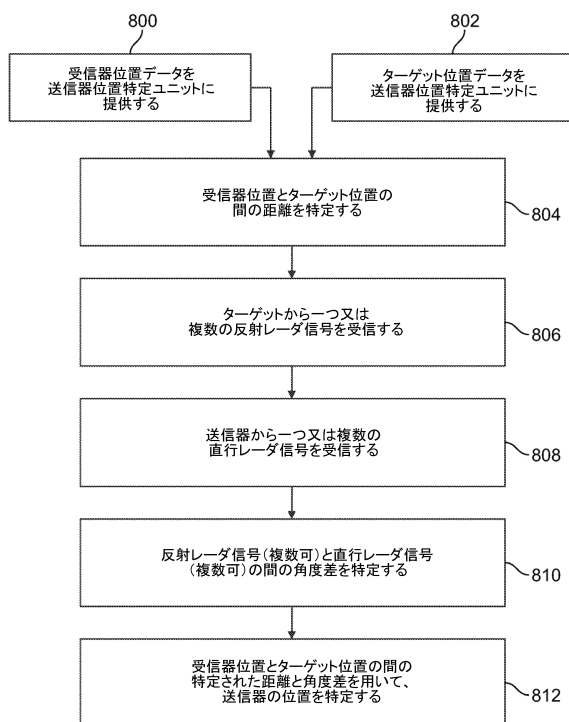 800
802
受信器位置データを
送信器位置特定ユニットに
提供する
ターゲット位置データを
送信器位置特定ユニットに
提供する
受信器位置とターゲット位置の
間の距離を特定する
804
ターゲットから一つ又は
複数の反射レーダ信号を受信する
806
送信器から一つ又は複数の
直行レーダ信号を受信する
808
反射レーダ信号(複数可)と直行レーダ信号
(複数可)の間の角度差を特定する
810
受信器位置とターゲット位置の間の
特定された距離と角度差を用いて、
送信器の位置を特定する
812